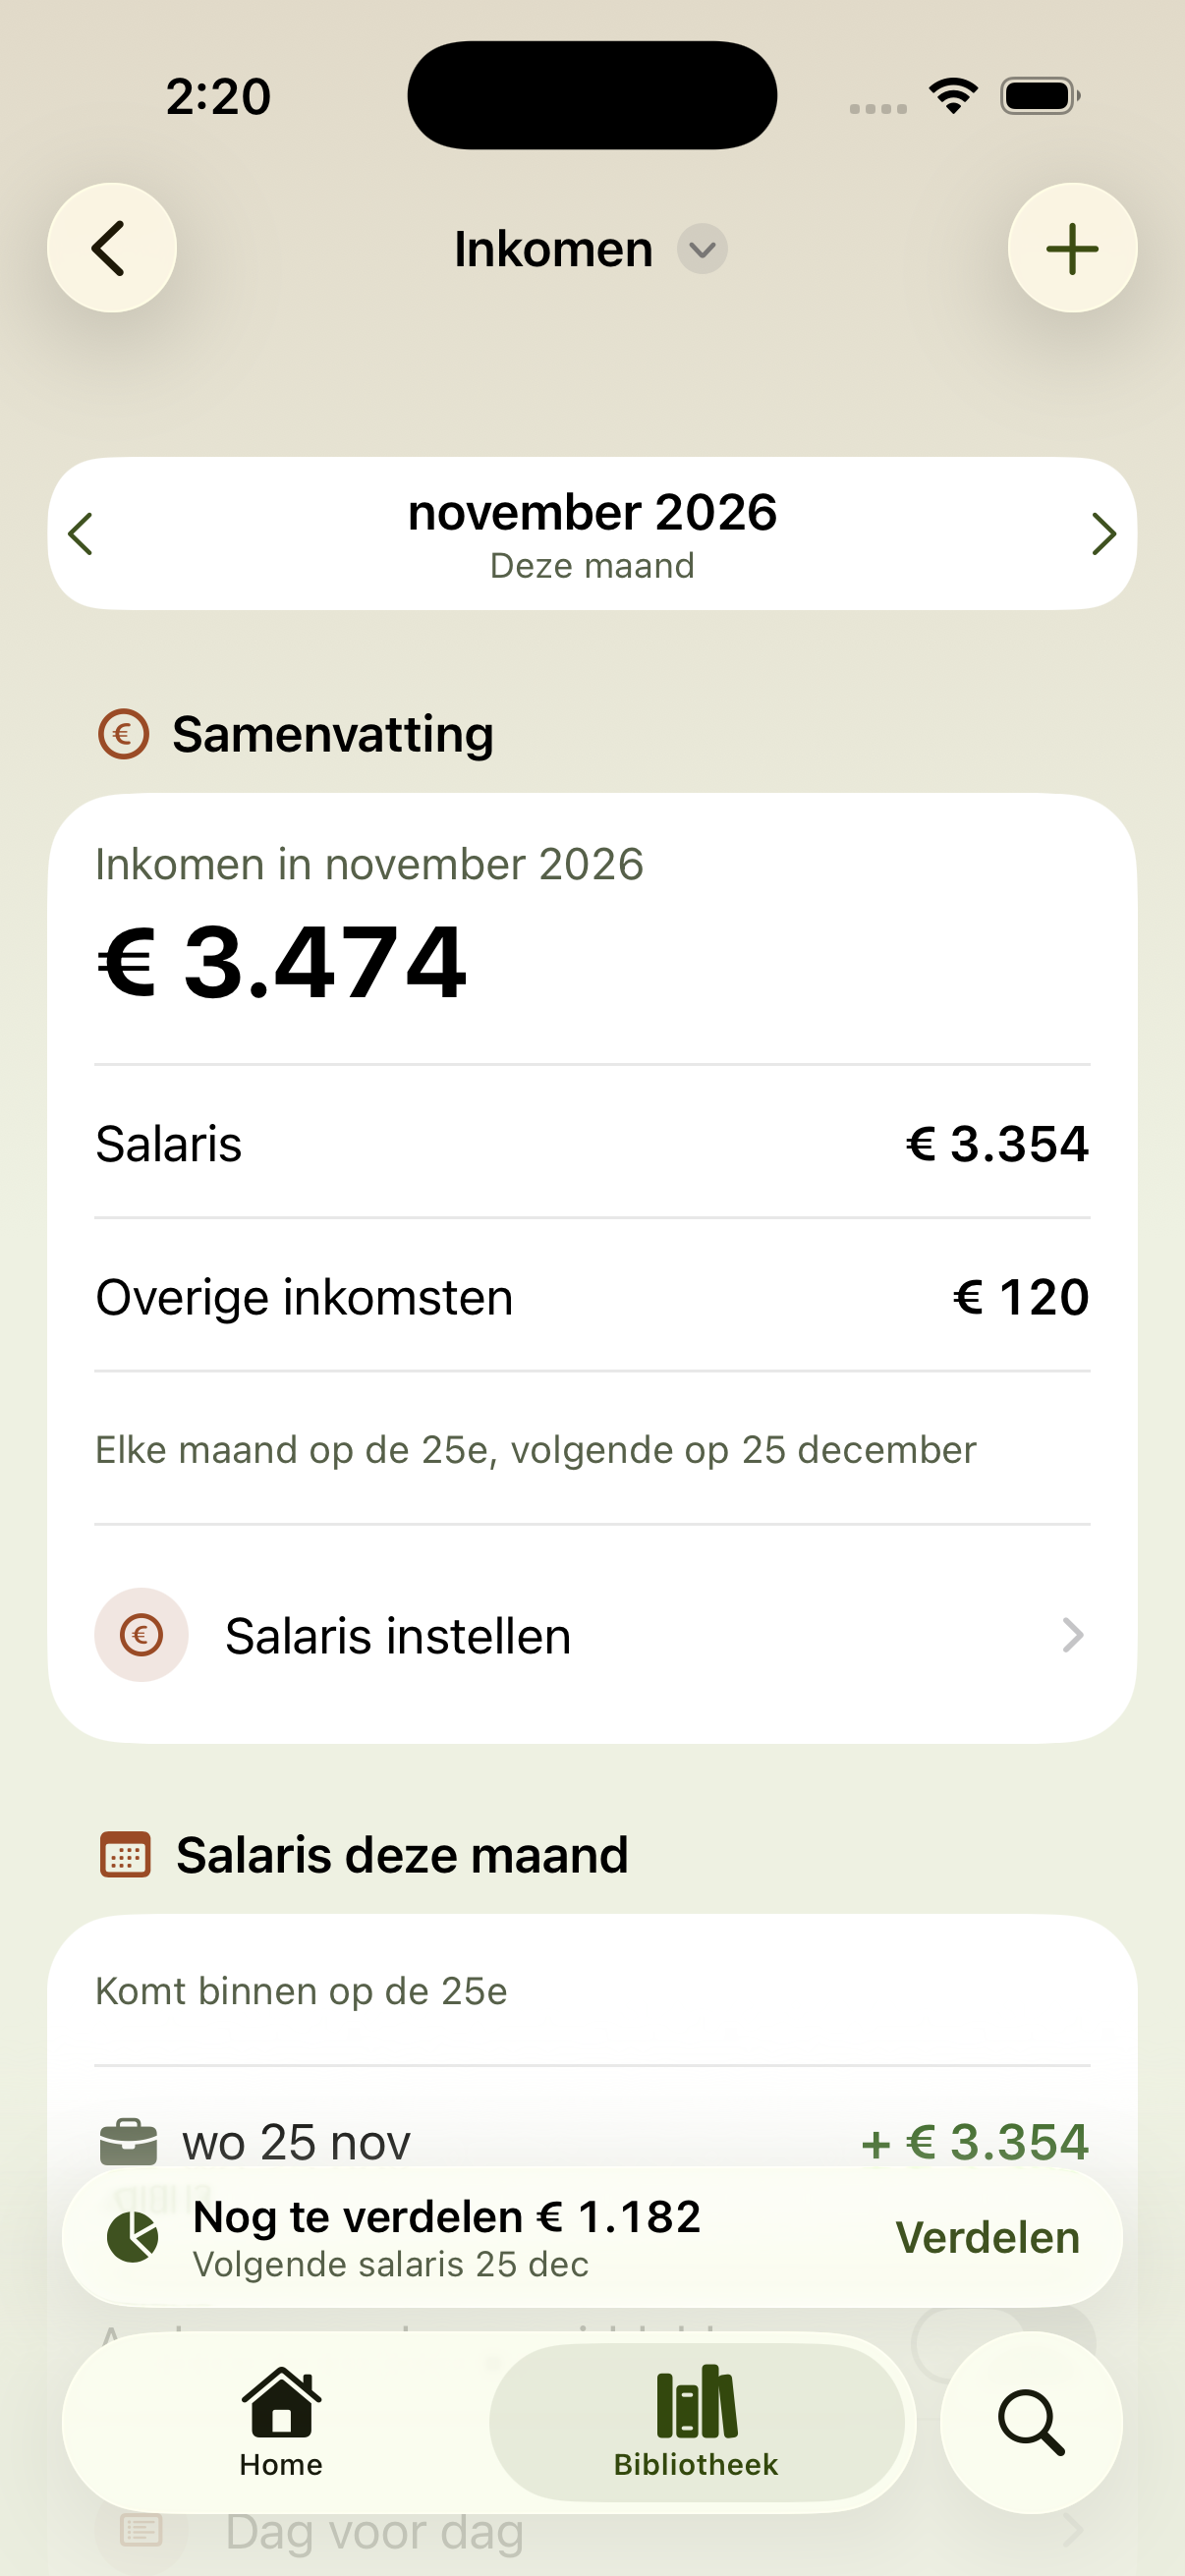 2:20
Inkomen
november 2026
Deze maand
Samenvatting
Inkomen in november 2026
€ 3.474
Salaris € 3.354
Overige inkomsten € 120
Elke maand op de 25e, volgende op 25 december
Salaris instellen
Salaris deze maand
Komt binnen op de 25e
wo 25 nov + € 3.354
Nog te verdelen € 1.182
Volgende salaris 25 dec
Verdelen
Home
Bibliotheek
Dag voor dag